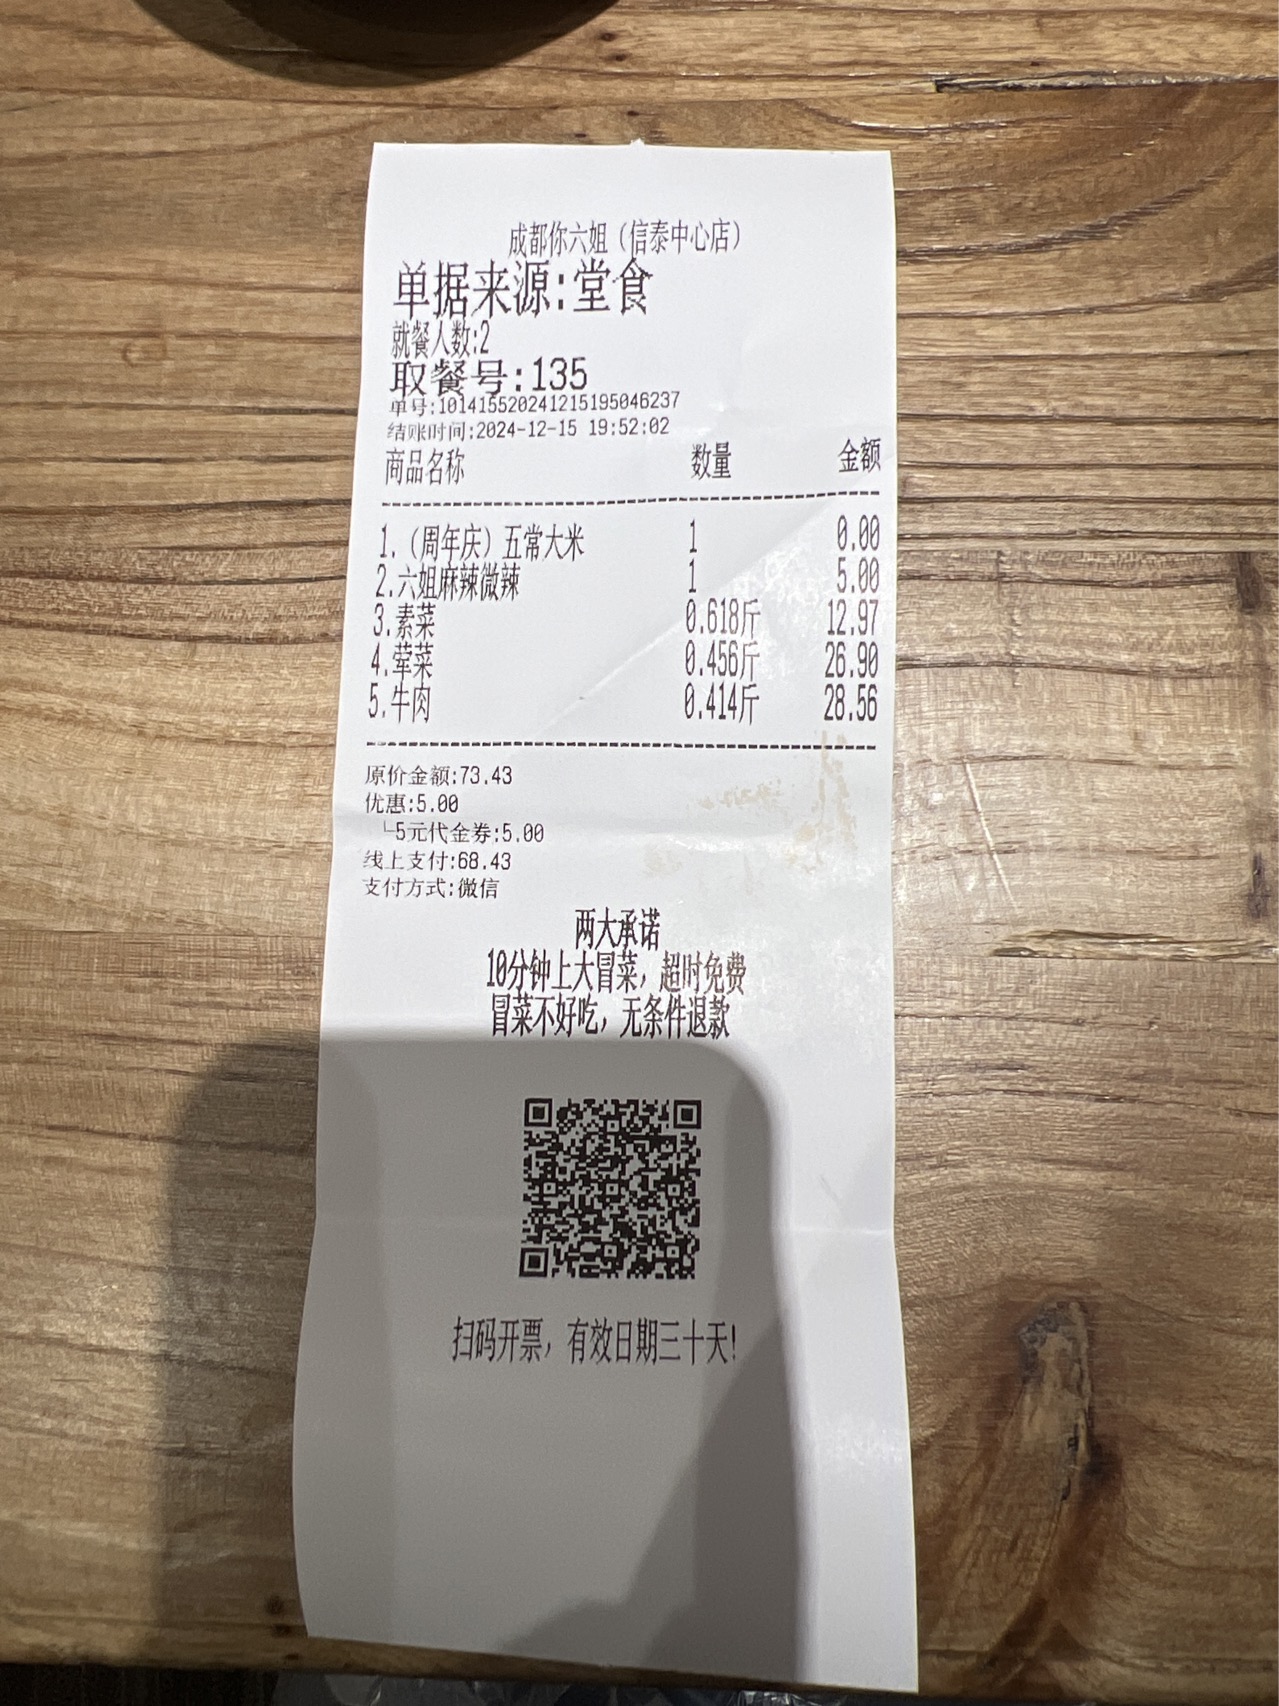 成都你六姐（信泰中心店）
单据来源:堂食
就餐人数:2
取餐号:135
单号:101415520241215195046237
结账时间:2024-12-15 19:52:02
商品名称 数量 金额
1.（周年庆）五常大米 1 0.00
2.六姐麻辣微辣 1 5.00
3.素菜 0.618斤 12.97
4.荤菜 0.456斤 26.90
5.牛肉 0.414斤 28.56
原价金额:73.43
优惠:5.00
└5元代金券:5.00
线上支付:68.43
支付方式:微信
两大承诺
10分钟上大冒菜，超时免费
冒菜不好吃，无条件退款
扫码开票，有效日期三十天!